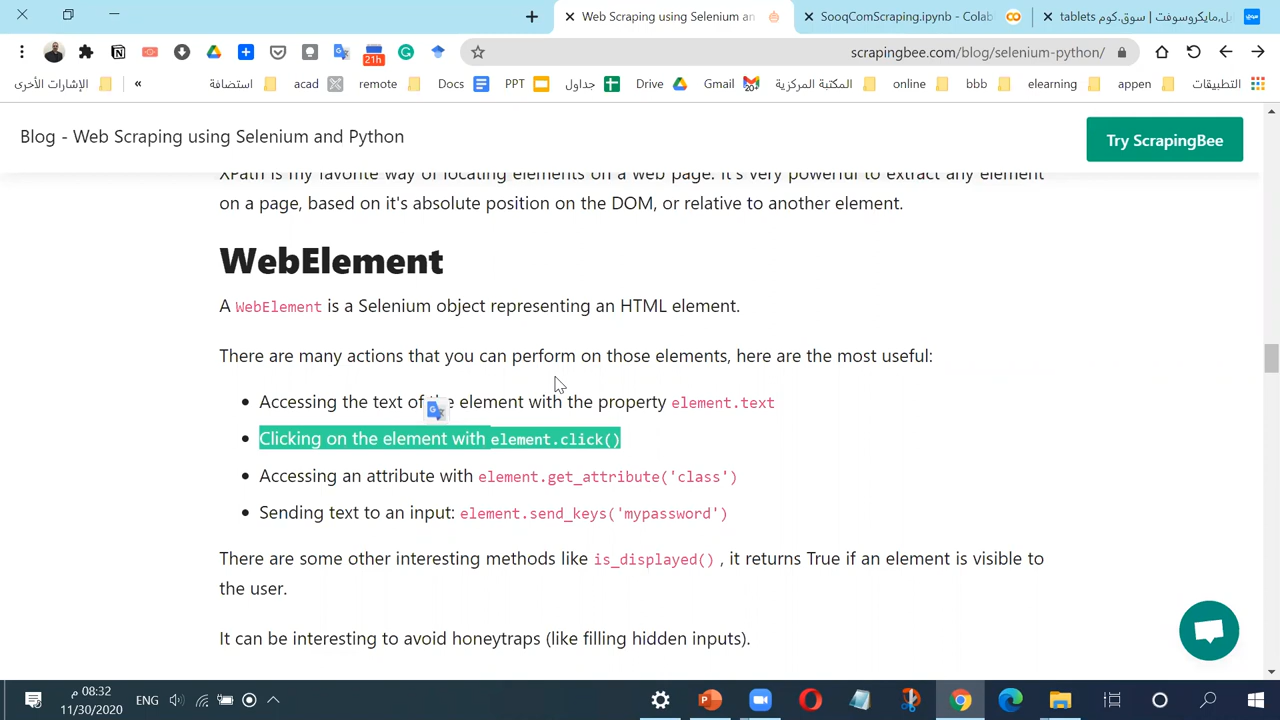 Web Scraping using Selenium an
SooqComScraping.ipynb - Colab
tablets سوق.كوم | بل,مايكروسوفت
scrapingbee.com/blog/selenium-python/
21h
الإشارات الأخرى
«
استضافة
acad
remote
Docs
PPT
جداول
Drive
Gmail
المكتبة المركزية
online
bbb
elearning
appen
التطبيقات
Blog - Web Scraping using Selenium and Python
Try ScrapingBee
XPath is my favorite way of locating elements on a web page. It's very powerful to extract any element
on a page, based on it's absolute position on the DOM, or relative to another element.
WebElement
A WebElement is a Selenium object representing an HTML element.
There are many actions that you can perform on those elements, here are the most useful:
• Accessing the text of the element with the property element.text
• Clicking on the element with element.click()
• Accessing an attribute with element.get_attribute('class')
• Sending text to an input: element.send_keys('mypassword')
There are some other interesting methods like is_displayed() , it returns True if an element is visible to
the user.
It can be interesting to avoid honeytraps (like filling hidden inputs).
08:32 م
11/30/2020
ENG